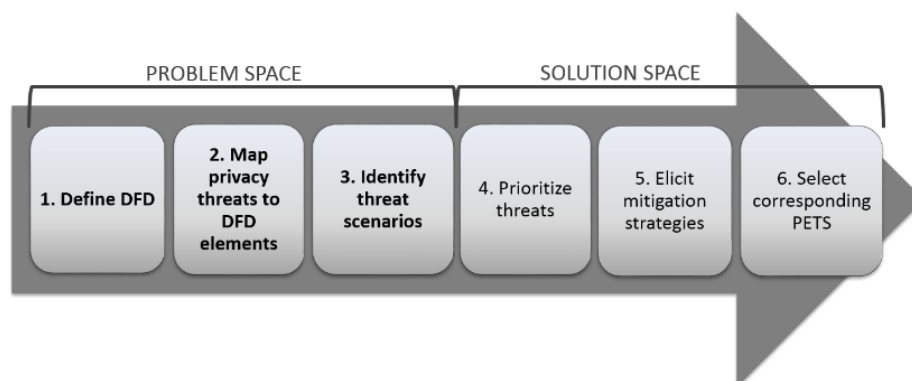 PROBLEM SPACE
SOLUTION SPACE
1. Define DFD
2. Map
privacy
threats to
DFD
elements
3. Identify
threat
scenarios
4. Prioritize
threats
5. Elicit
mitigation
strategies
6. Select
corresponding
PETS